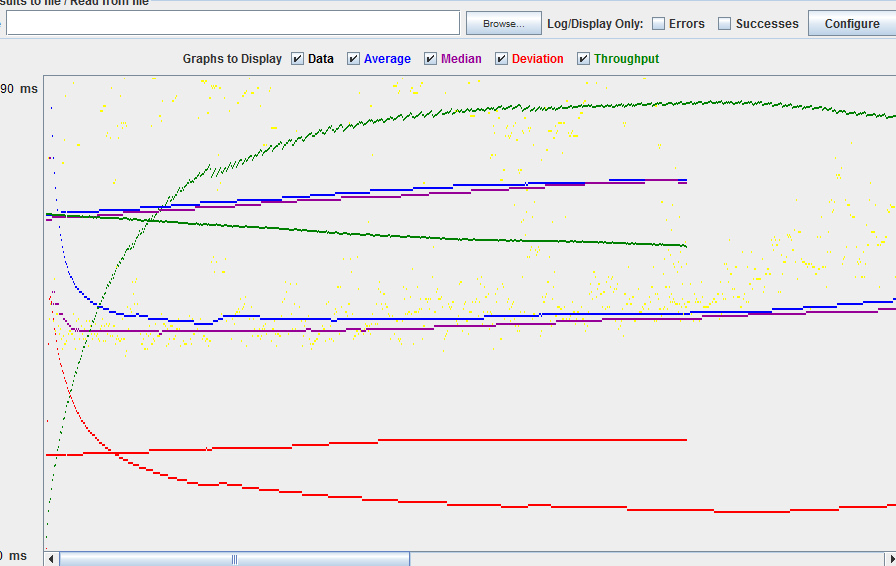 sults to file / Read from file
Browse... Log/Display Only: Errors Successes Configure
Graphs to Display Data Average Median Deviation Throughput
90 ms
0 ms